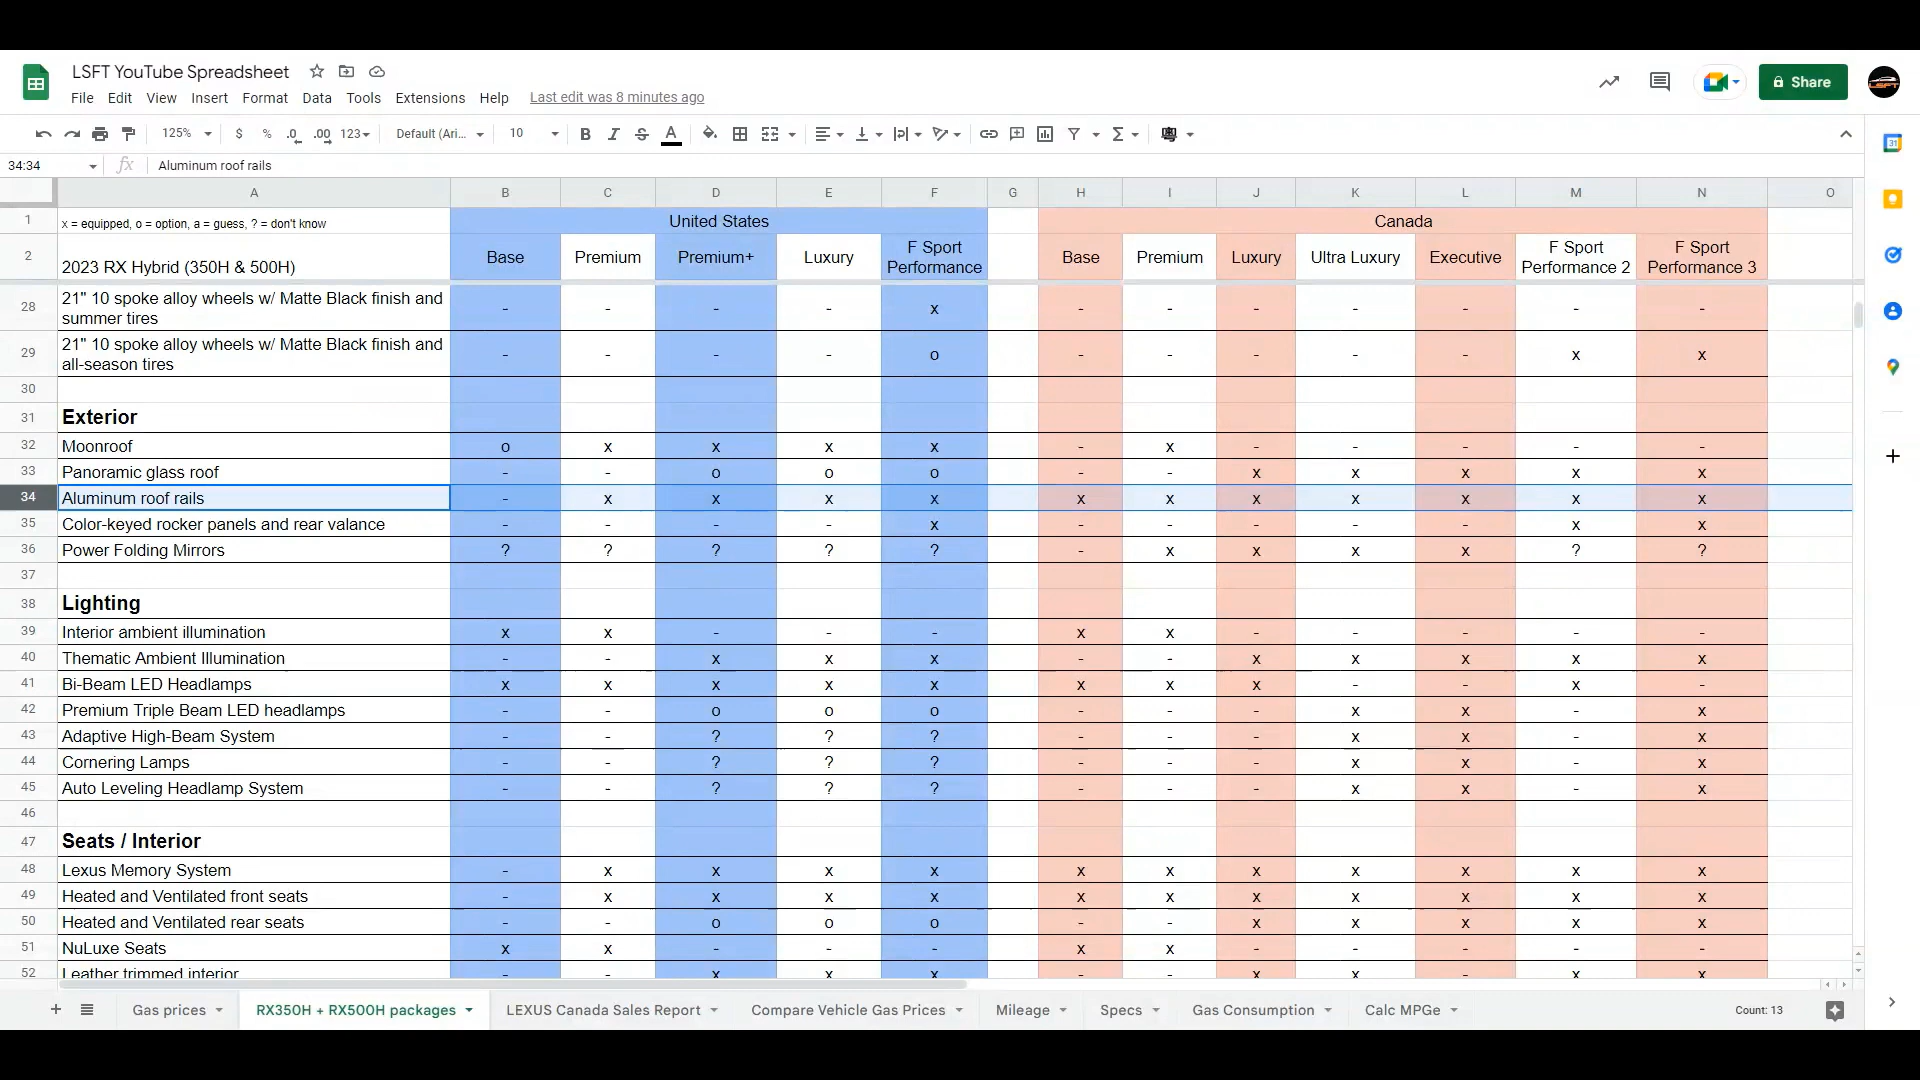 LSFT YouTube Spreadsheet
File Edit View Insert Format Data Tools Extensions Help Last edit was 8 minutes ago
Share
125% $ % .0 .00 123 Default (Ari... 10 B I S A
34:34 fx Aluminum roof rails
A B C D E F G H I J K L M N O
1 x = equipped, o = option, a = guess, ? = don't know United States Canada
2 2023 RX Hybrid (350H & 500H) Base Premium Premium+ Luxury F Sport Performance Base Premium Luxury Ultra Luxury Executive F Sport Performance 2 F Sport Performance 3
28 21" 10 spoke alloy wheels w/ Matte Black finish and summer tires - - - - x - - - - - - -
29 21" 10 spoke alloy wheels w/ Matte Black finish and all-season tires - - - - o - - - - - x x
30
31 Exterior
32 Moonroof o x x x x - x - - - - -
33 Panoramic glass roof - - o o o - - x x x x x
34 Aluminum roof rails - x x x x x x x x x x x
35 Color-keyed rocker panels and rear valance - - - - x - - - - - x x
36 Power Folding Mirrors ? ? ? ? ? - x x x x ? ?
37
38 Lighting
39 Interior ambient illumination x x - - - x x - - - - -
40 Thematic Ambient Illumination - - x x x - - x x x x x
41 Bi-Beam LED Headlamps x x x x x x x x - - x -
42 Premium Triple Beam LED headlamps - - o o o - - - x x - x
43 Adaptive High-Beam System - - ? ? ? - - - x x - x
44 Cornering Lamps - - ? ? ? - - - x x - x
45 Auto Leveling Headlamp System - - ? ? ? - - - x x - x
46
47 Seats / Interior
48 Lexus Memory System - x x x x x x x x x x x
49 Heated and Ventilated front seats - x x x x x x x x x x x
50 Heated and Ventilated rear seats - - o o o - - x x x x x
51 NuLuxe Seats x x - - - x x - - - - -
52 Leather trimmed interior - - x x x - - x x - x x
Gas prices RX350H + RX500H packages LEXUS Canada Sales Report Compare Vehicle Gas Prices Mileage Specs Gas Consumption Calc MPGe Count: 13